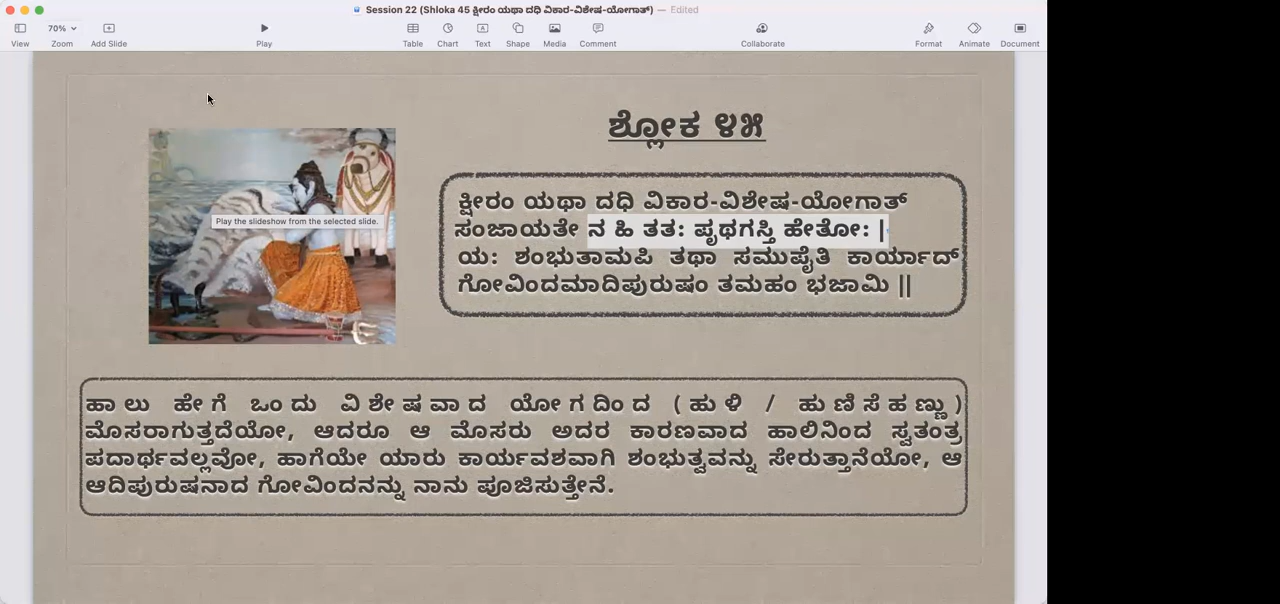 Session 22 (Shloka 45 ಕ್ಷೀರಂ ಯಥಾ ದಧಿ ವಿಕಾರ-ವಿಶೇಷ-ಯೋಗಾತ್) — Edited
70%
View Zoom Add Slide Play Table Chart Text Shape Media Comment Collaborate Format Animate Document
ಶ್ಲೋಕ ೪೫
ಕ್ಷೀರಂ ಯಥಾ ದಧಿ ವಿಕಾರ-ವಿಶೇಷ-ಯೋಗಾತ್
ಸಂಜಾಯತೇ ನ ಹಿ ತತಃ ಪೃಥಗಸ್ತಿ ಹೇತೋಃ |
ಯಃ ಶಂಭುತಾಮಪಿ ತಥಾ ಸಮುಪೈತಿ ಕಾರ್ಯಾದ್
ಗೋವಿಂದಮಾದಿಪುರುಷಂ ತಮಹಂ ಭಜಾಮಿ ||
Play the slideshow from the selected slide.
ಹಾಲು ಹೇಗೆ ಒಂದು ವಿಶೇಷವಾದ ಯೋಗದಿಂದ (ಹುಳಿ / ಹುಣಿಸೆಹಣ್ಣು)
ಮೊಸರಾಗುತ್ತದೆಯೋ, ಆದರೂ ಆ ಮೊಸರು ಅದರ ಕಾರಣವಾದ ಹಾಲಿನಿಂದ ಸ್ವತಂತ್ರ
ಪದಾರ್ಥವಲ್ಲವೋ, ಹಾಗೆಯೇ ಯಾರು ಕಾರ್ಯವಶವಾಗಿ ಶಂಭುತ್ವವನ್ನು ಸೇರುತ್ತಾನೆಯೋ, ಆ
ಆದಿಪುರುಷನಾದ ಗೋವಿಂದನನ್ನು ನಾನು ಪೂಜಿಸುತ್ತೇನೆ.